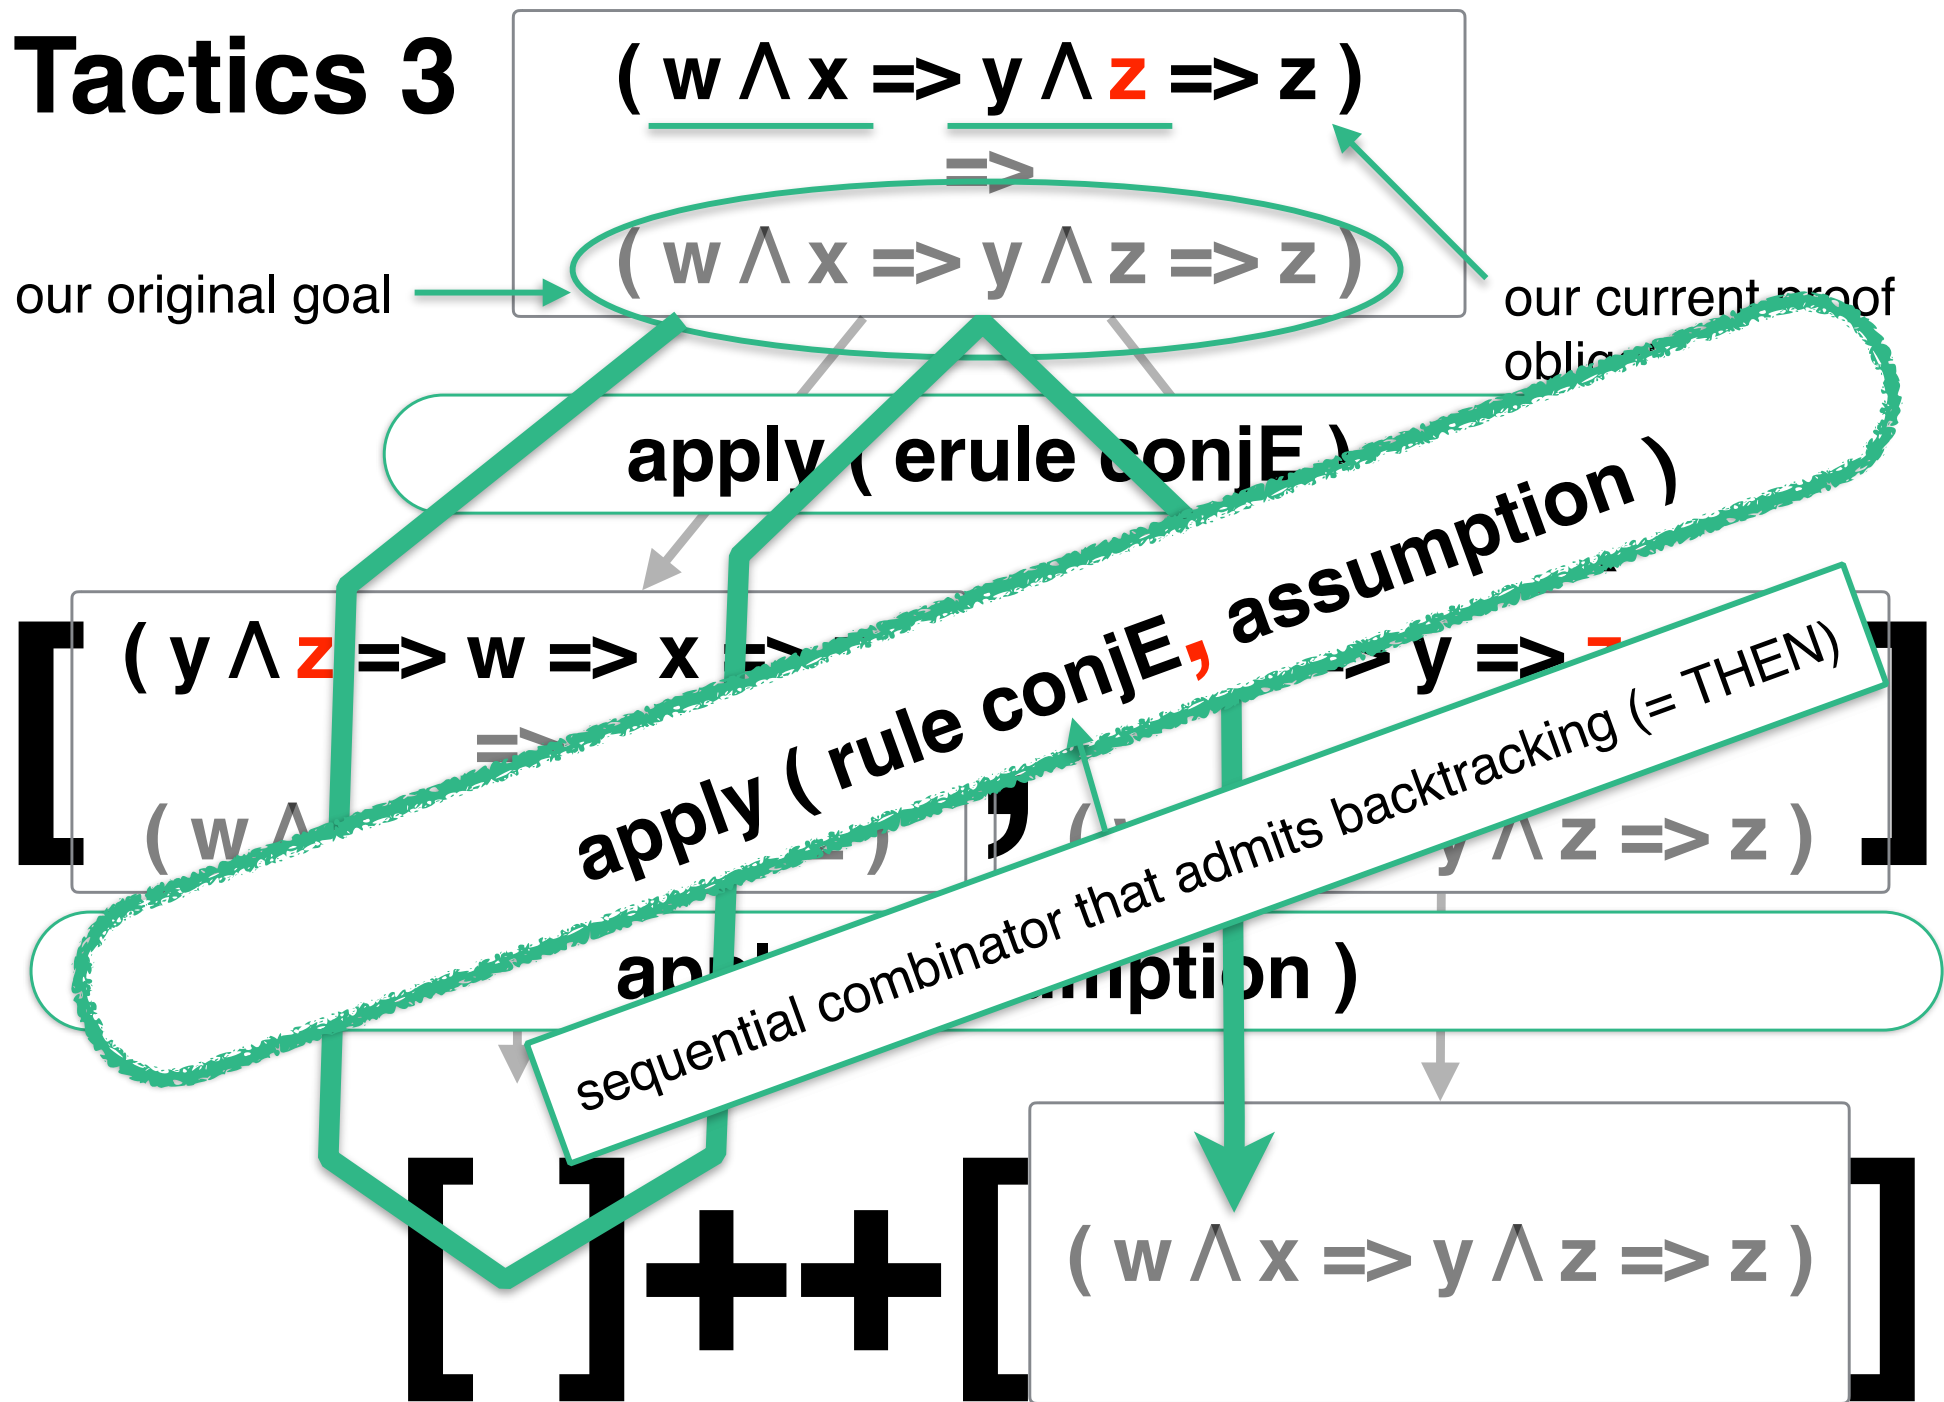 Tactics 3
( w ∧ x => y ∧ z => z )
=>
( w ∧ x => y ∧ z => z )
our original goal
our current proof
apply ( erule conjE )
apply ( rule conjE, assumption )
[ ( y ∧ z => w => x =>
=> y => z ]
=>
( w ∧
) ,
( y ∧ z => z )
sequential combinator that admits backtracking (= THEN)
[ ] ++ [ ( w ∧ x => y ∧ z => z ) ]